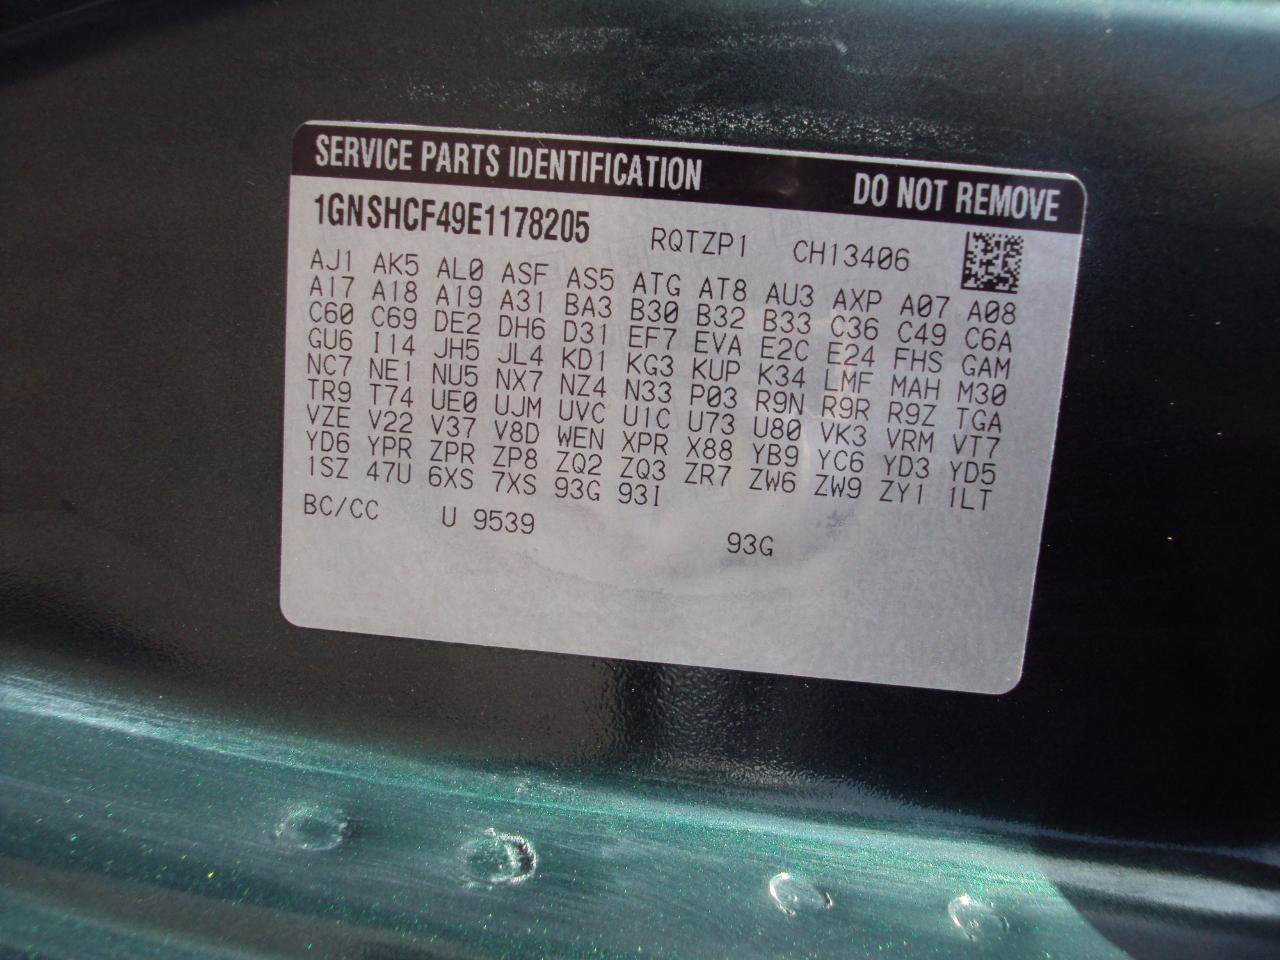 SERVICE PARTS IDENTIFICATION DO NOT REMOVE
1GNSHCF49E1178205 RQTZP1 CH13406
AJ1 AK5 AL0 ASF AS5 ATG AT8 AU3 AXP A07 A08
A17 A18 A19 A31 BA3 B30 B32 B33 C36 C49 C6A
C60 C69 DE2 DH6 D31 EF7 EVA E2C E24 FHS GAM
GU6 I14 JH5 JL4 KD1 KG3 KUP K34 LMF MAH M30
NC7 NE1 NU5 NX7 NZ4 N33 P03 R9N R9R R9Z TGA
TR9 T74 UE0 UJM UVC U1C U73 U80 VK3 VRM VT7
VZE V22 V37 V8D WEN XPR X88 YB9 YC6 YD3 YD5
YD6 YPR ZPR ZP8 ZQ2 ZQ3 ZR7 ZW6 ZW9 ZY1 1LT
1SZ 47U 6XS 7XS 93G 93I
BC/CC U 9539 93G